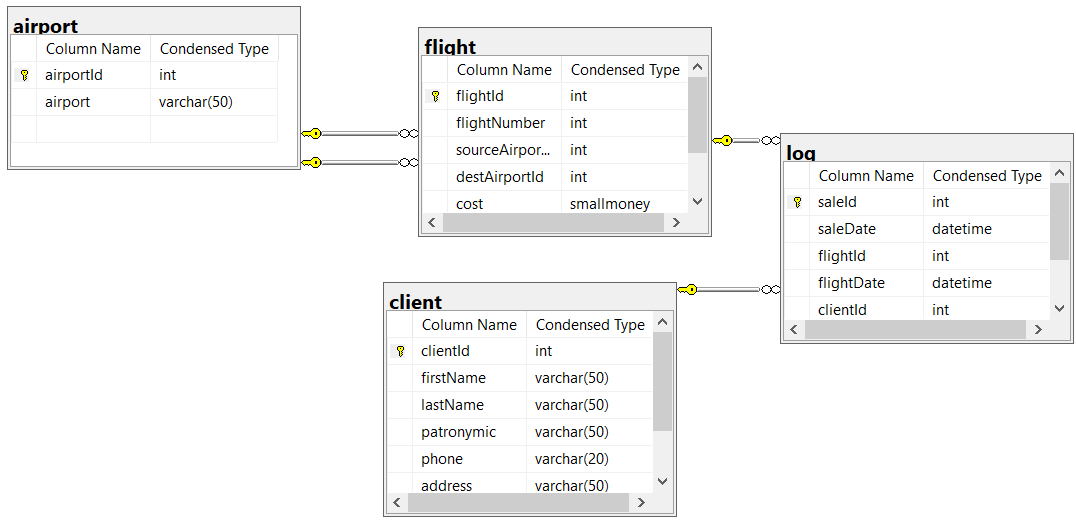 airport
Column Name Condensed Type
airportId int
airport varchar(50)
flight
Column Name Condensed Type
flightId int
flightNumber int
sourceAirpor... int
destAirportId int
cost smallmoney
log
Column Name Condensed Type
saleId int
saleDate datetime
flightId int
flightDate datetime
clientId int
client
Column Name Condensed Type
clientId int
firstName varchar(50)
lastName varchar(50)
patronymic varchar(50)
phone varchar(20)
address varchar(50)